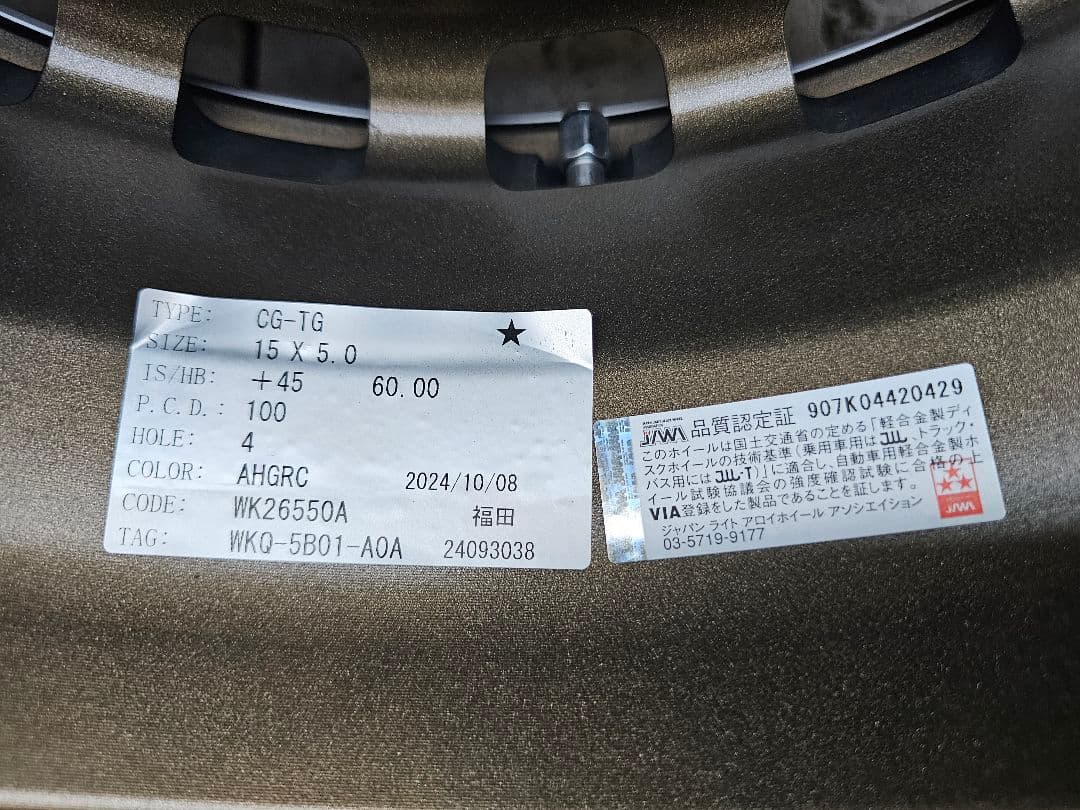 TYPE: CG-TG ★
SIZE: 15 X 5.0
IS/HB: +45 60.00
P.C.D.: 100
HOLE: 4
COLOR: AHGRC 2024/10/08
CODE: WK26550A 福田
TAG: WKQ-5B01-A0A 24093038
JAWA 品質認定証 907K04420429
このホイールは国土交通省の定める「軽合金製ディ
スクホイールの技術基準(乗用車用はJWL、トラック・
バス用にはJWL-T)」に適合し、自動車用軽合金製ホ
イール試験協議会の強度確認試験に合格の上
VIA登録をした製品であることを証します。
ジャパン ライト アロイホイール アソシエイション
03-5719-9177
JAWA